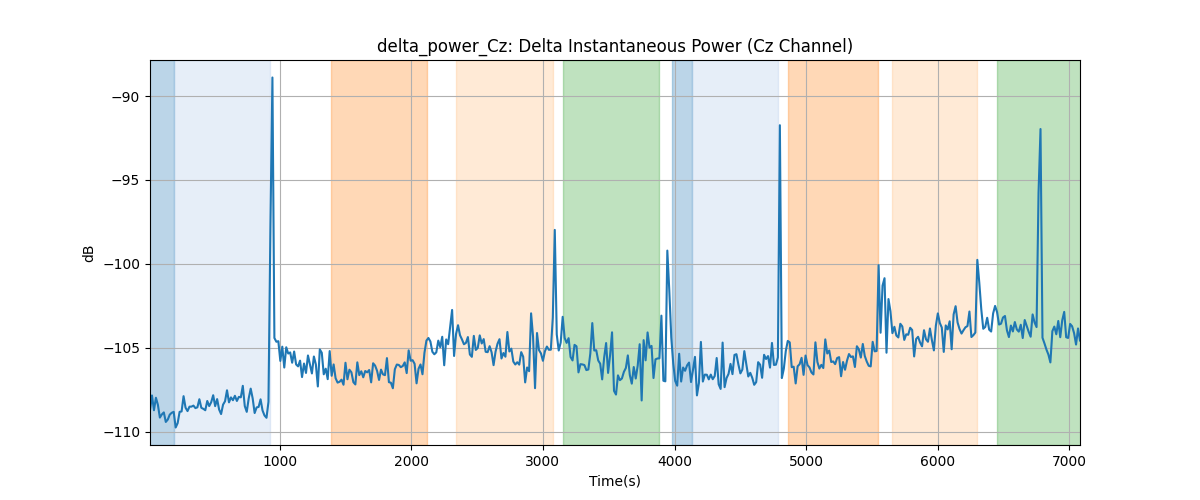 delta_power_Cz: Delta Instantaneous Power (Cz Channel)
−90
−95
−100
−105
−110
dB
1000 2000 3000 4000 5000 6000 7000
Time(s)